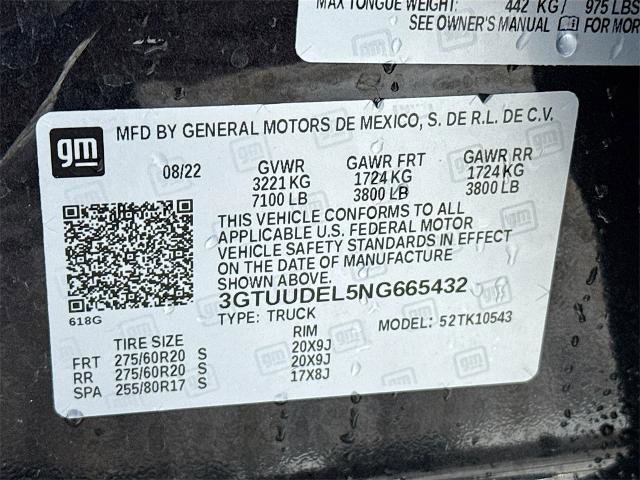 MAX TONGUE WEIGHT: 442 KG/ 975 LBS
SEE OWNER'S MANUAL FOR MOR
gm
MFD BY GENERAL MOTORS DE MEXICO, S. DE R.L. DE C.V.
08/22 GVWR GAWR FRT GAWR RR
3221 KG 1724 KG 1724 KG
7100 LB 3800 LB 3800 LB
THIS VEHICLE CONFORMS TO ALL
APPLICABLE U.S. FEDERAL MOTOR
VEHICLE SAFETY STANDARDS IN EFFECT
ON THE DATE OF MANUFACTURE
SHOWN ABOVE.
3GTUUDEL5NG665432
618G
TYPE: TRUCK MODEL: 52TK10543
TIRE SIZE RIM
FRT 275/60R20 S 20X9J
RR 275/60R20 S 20X9J
SPA 255/80R17 S 17X8J